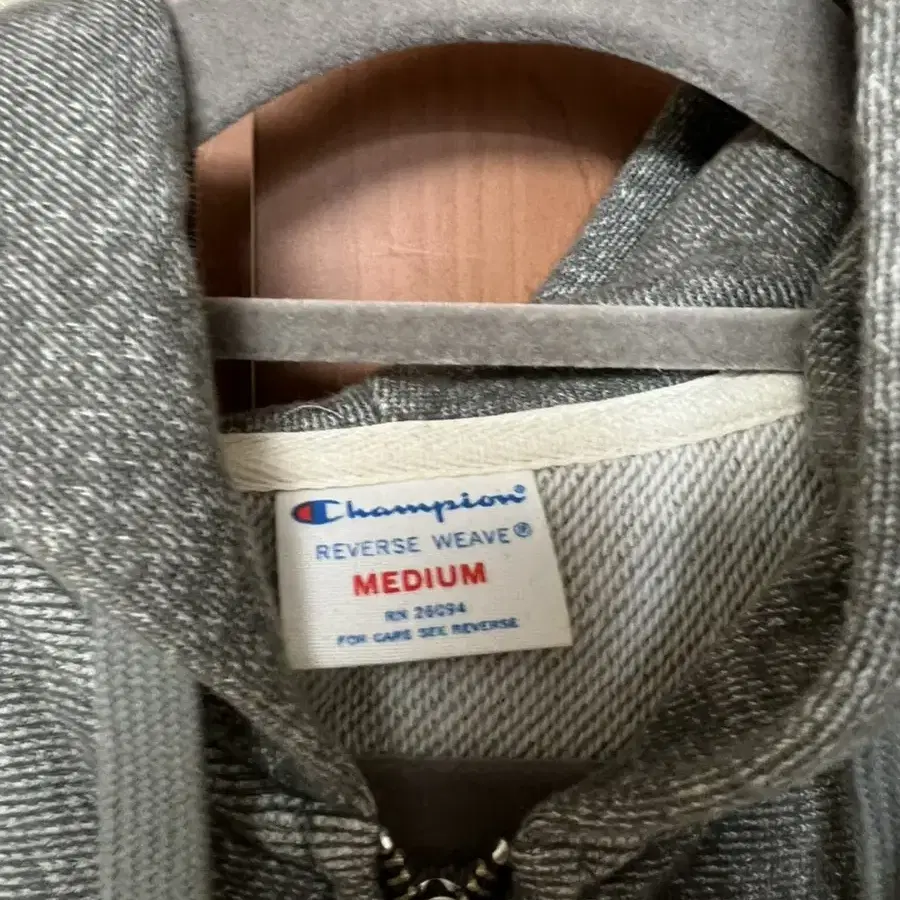 Champion®
REVERSE WEAVE®
MEDIUM
RN 26094
FOR CARE SEE REVERSE